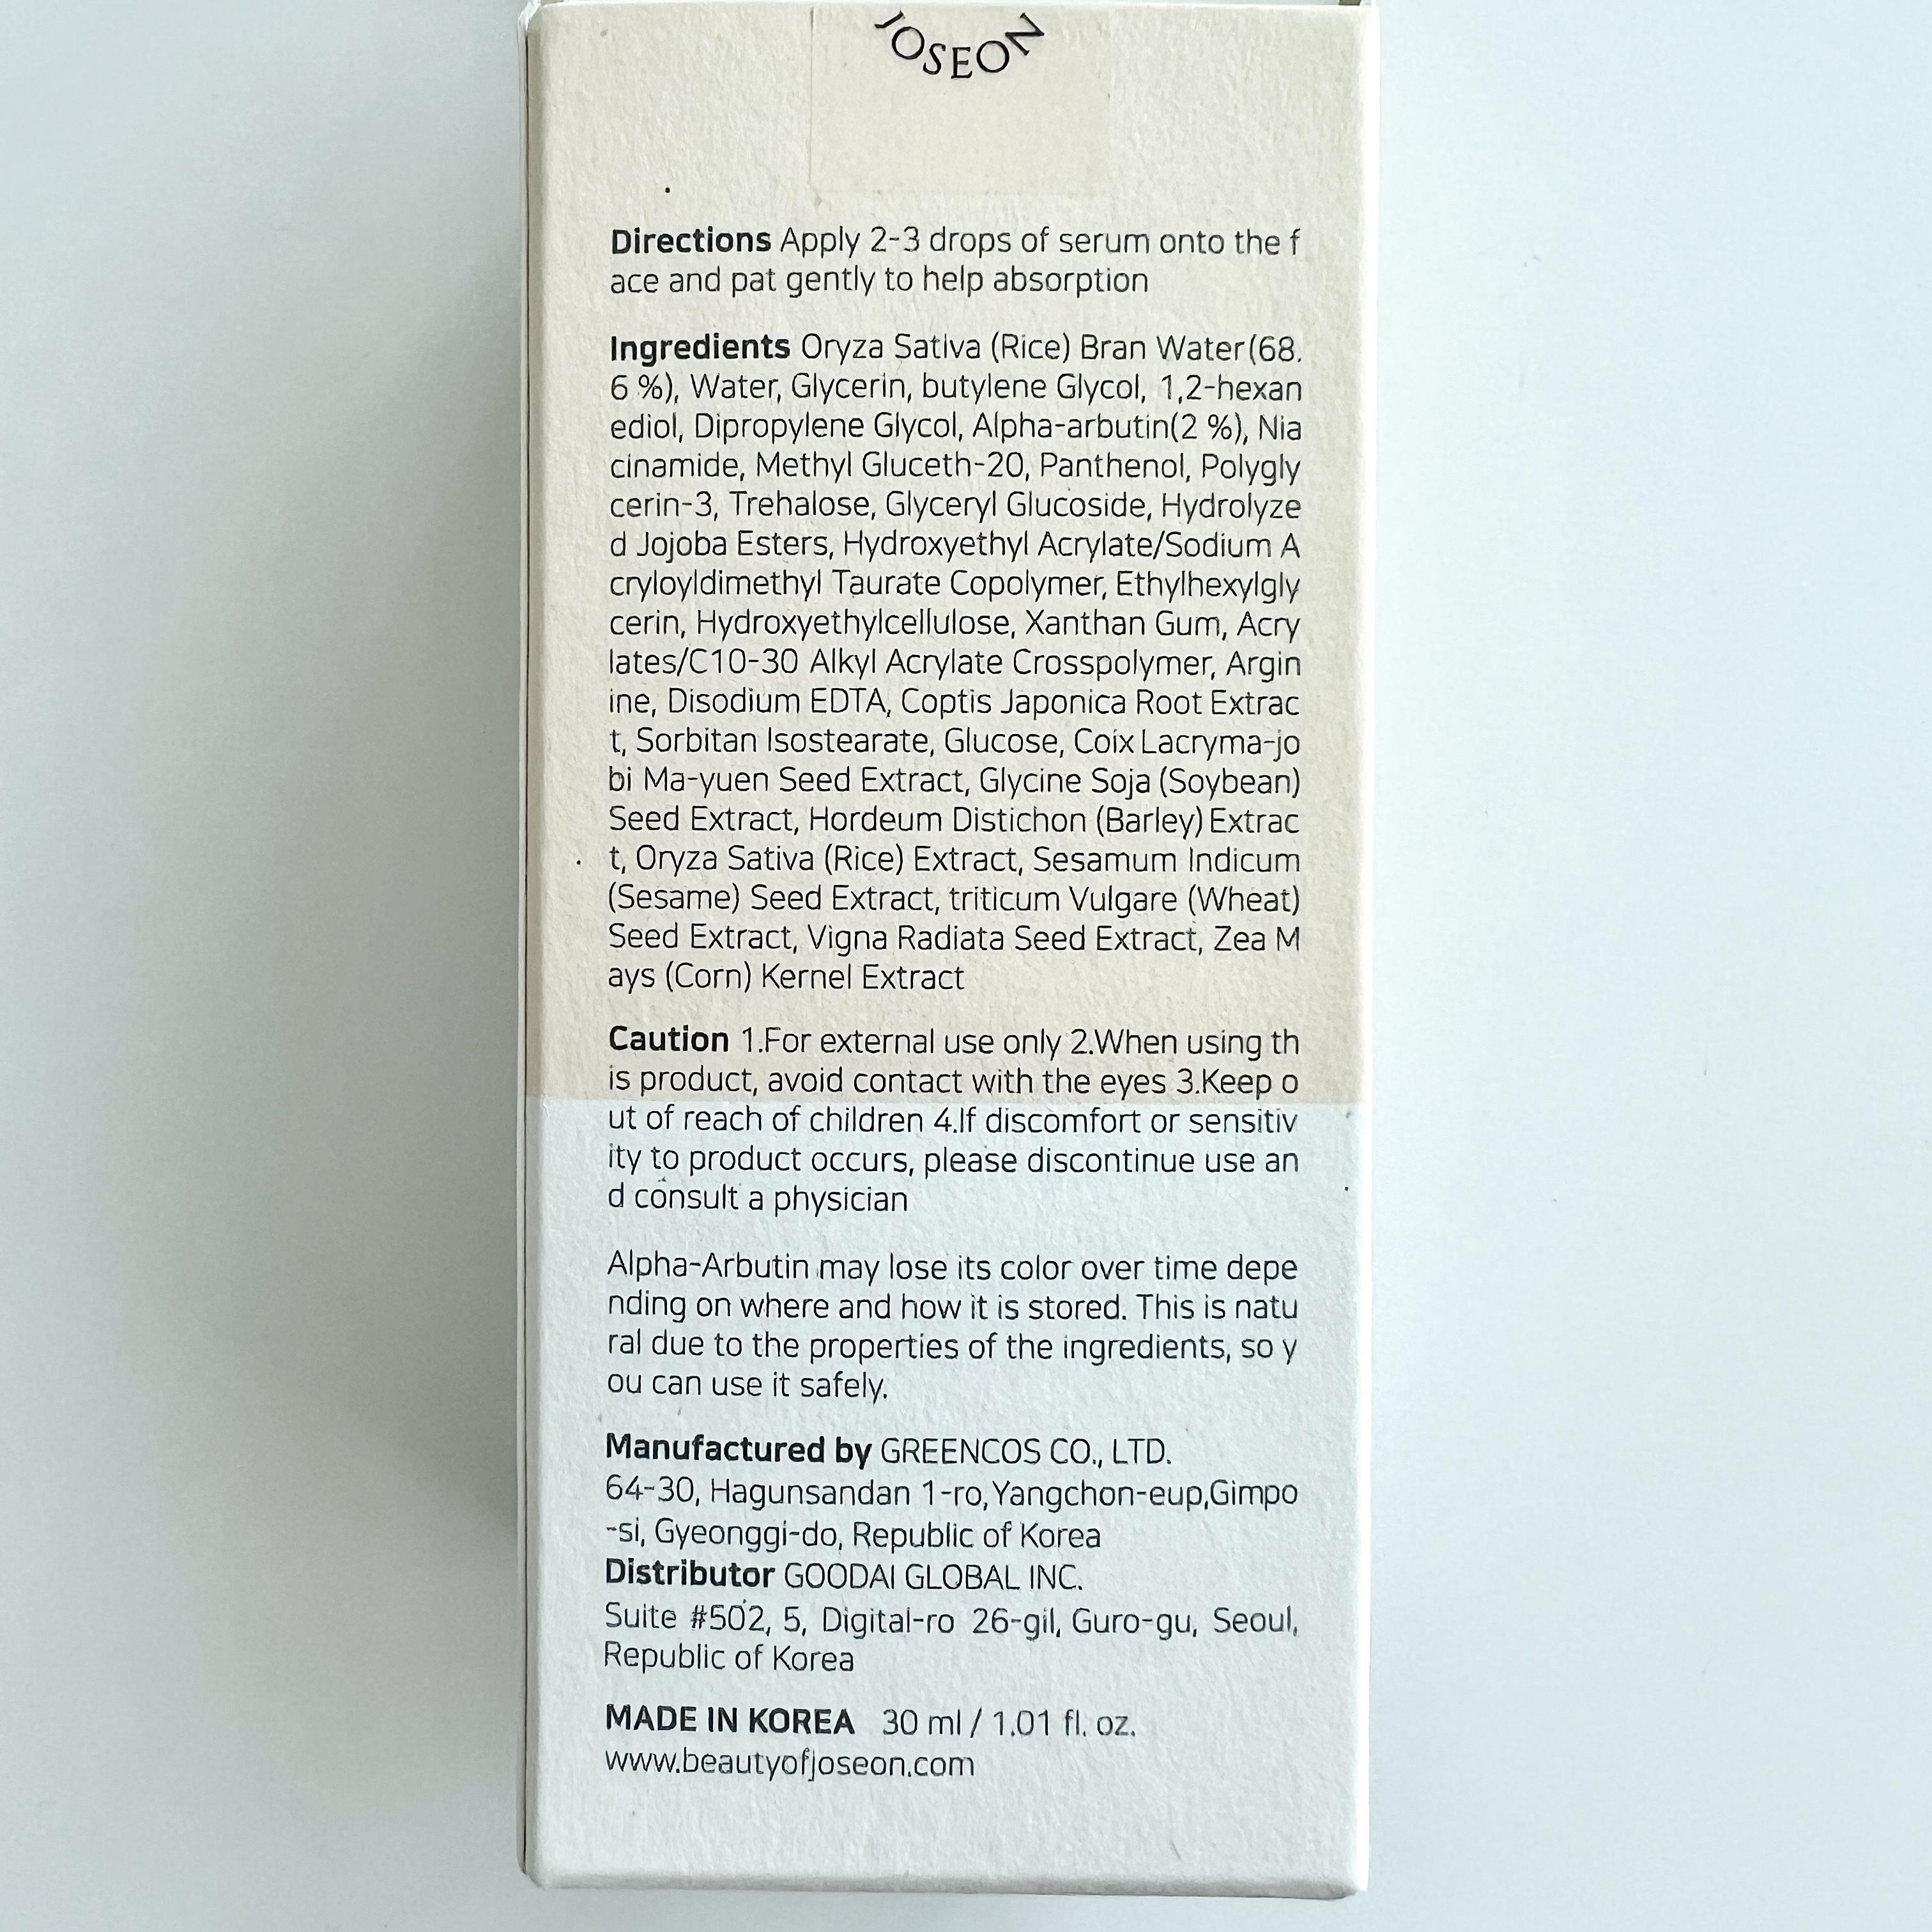 JOSEON
Directions Apply 2-3 drops of serum onto the f
ace and pat gently to help absorption
Ingredients Oryza Sativa (Rice) Bran Water(68.
6 %), Water, Glycerin, butylene Glycol, 1,2-hexan
ediol, Dipropylene Glycol, Alpha-arbutin(2 %), Nia
cinamide, Methyl Gluceth-20, Panthenol, Polygly
cerin-3, Trehalose, Glyceryl Glucoside, Hydrolyze
d Jojoba Esters, Hydroxyethyl Acrylate/Sodium A
cryloyldimethyl Taurate Copolymer, Ethylhexylgly
cerin, Hydroxyethylcellulose, Xanthan Gum, Acry
lates/C10-30 Alkyl Acrylate Crosspolymer, Argin
ine, Disodium EDTA, Coptis Japonica Root Extrac
t, Sorbitan Isostearate, Glucose, Coix Lacryma-jo
bi Ma-yuen Seed Extract, Glycine Soja (Soybean)
Seed Extract, Hordeum Distichon (Barley) Extrac
t, Oryza Sativa (Rice) Extract, Sesamum Indicum
(Sesame) Seed Extract, triticum Vulgare (Wheat)
Seed Extract, Vigna Radiata Seed Extract, Zea M
ays (Corn) Kernel Extract
Caution 1.For external use only 2.When using th
is product, avoid contact with the eyes 3.Keep o
ut of reach of children 4.If discomfort or sensitiv
ity to product occurs, please discontinue use an
d consult a physician
Alpha-Arbutin may lose its color over time depe
nding on where and how it is stored. This is natu
ral due to the properties of the ingredients, so y
ou can use it safely.
Manufactured by GREENCOS CO., LTD.
64-30, Hagunsandan 1-ro,Yangchon-eup,Gimpo
-si, Gyeonggi-do, Republic of Korea
Distributor GOODAI GLOBAL INC.
Suite #502, 5, Digital-ro 26-gil, Guro-gu, Seoul,
Republic of Korea
MADE IN KOREA 30 ml / 1.01 fl. oz.
www.beautyofjoseon.com